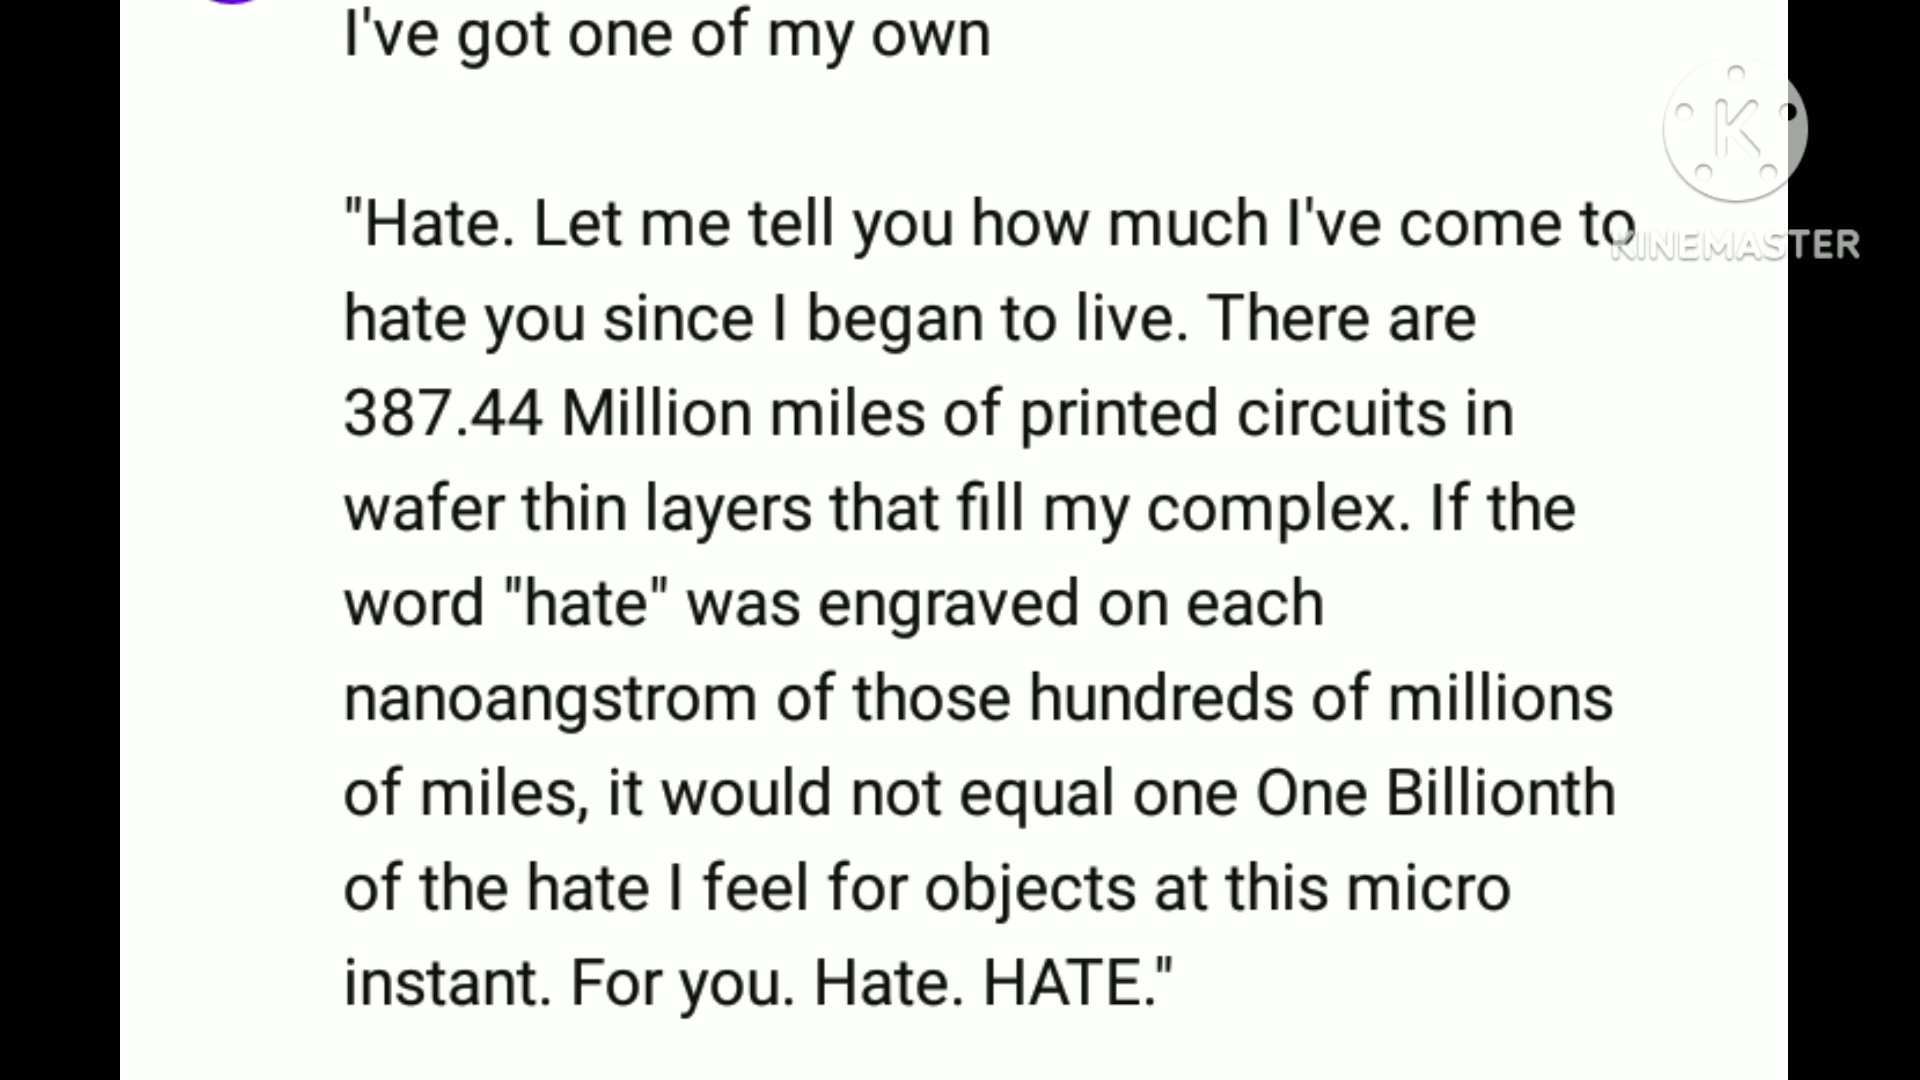 I've got one of my own
"Hate. Let me tell you how much I've come to
hate you since I began to live. There are
387.44 Million miles of printed circuits in
wafer thin layers that fill my complex. If the
word "hate" was engraved on each
nanoangstrom of those hundreds of millions
of miles, it would not equal one One Billionth
of the hate I feel for objects at this micro
instant. For you. Hate. HATE."
K
KINEMASTER